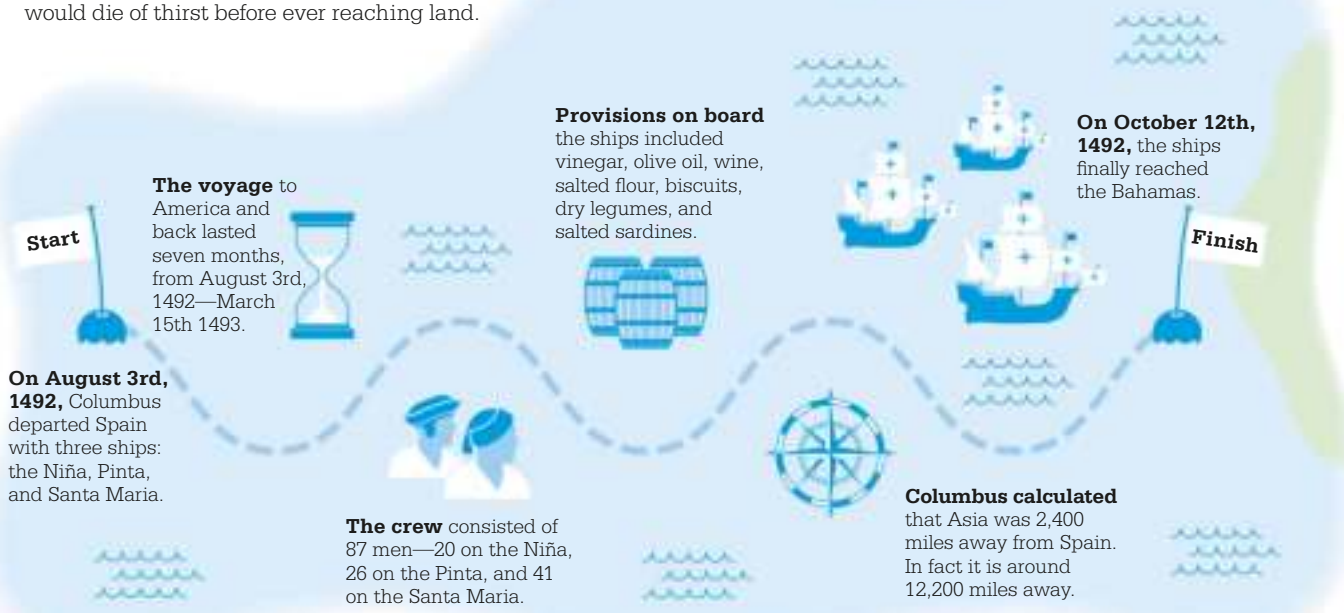 would die of thirst before ever reaching land.
Start
On August 3rd,
1492, Columbus
departed Spain
with three ships:
the Niña, Pinta,
and Santa Maria.
The voyage to
America and
back lasted
seven months,
from August 3rd,
1492—March
15th 1493.
The crew consisted of
87 men—20 on the Niña,
26 on the Pinta, and 41
on the Santa Maria.
Provisions on board
the ships included
vinegar, olive oil, wine,
salted flour, biscuits,
dry legumes, and
salted sardines.
Columbus calculated
that Asia was 2,400
miles away from Spain.
In fact it is around
12,200 miles away.
On October 12th,
1492, the ships
finally reached
the Bahamas.
Finish